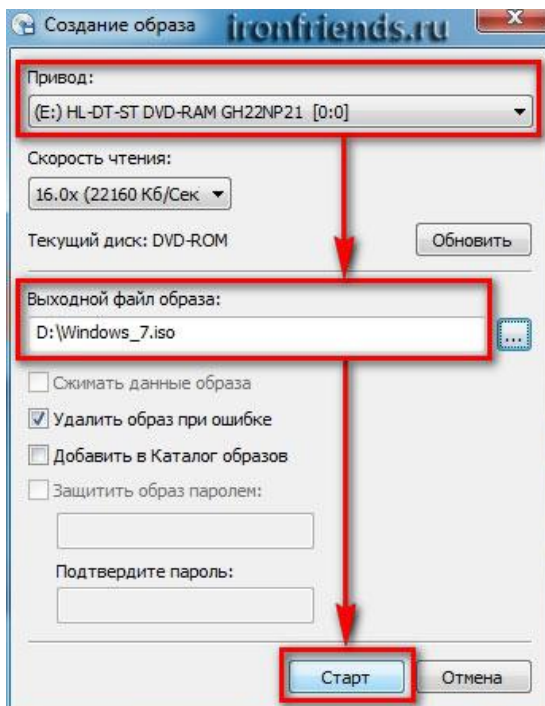 Создание образа
ironfriends.ru
Привод:
(E:) HL-DT-ST DVD-RAM GH22NP21 [0:0]
Скорость чтения:
16.0x (22160 Кб/Сек
Текущий диск: DVD-ROM
Обновить
Выходной файл образа:
D:\Windows_7.iso
...
Сжимать данные образа
Удалить образ при ошибке
Добавить в Каталог образов
Защитить образ паролем:
Подтвердите пароль:
Старт
Отмена